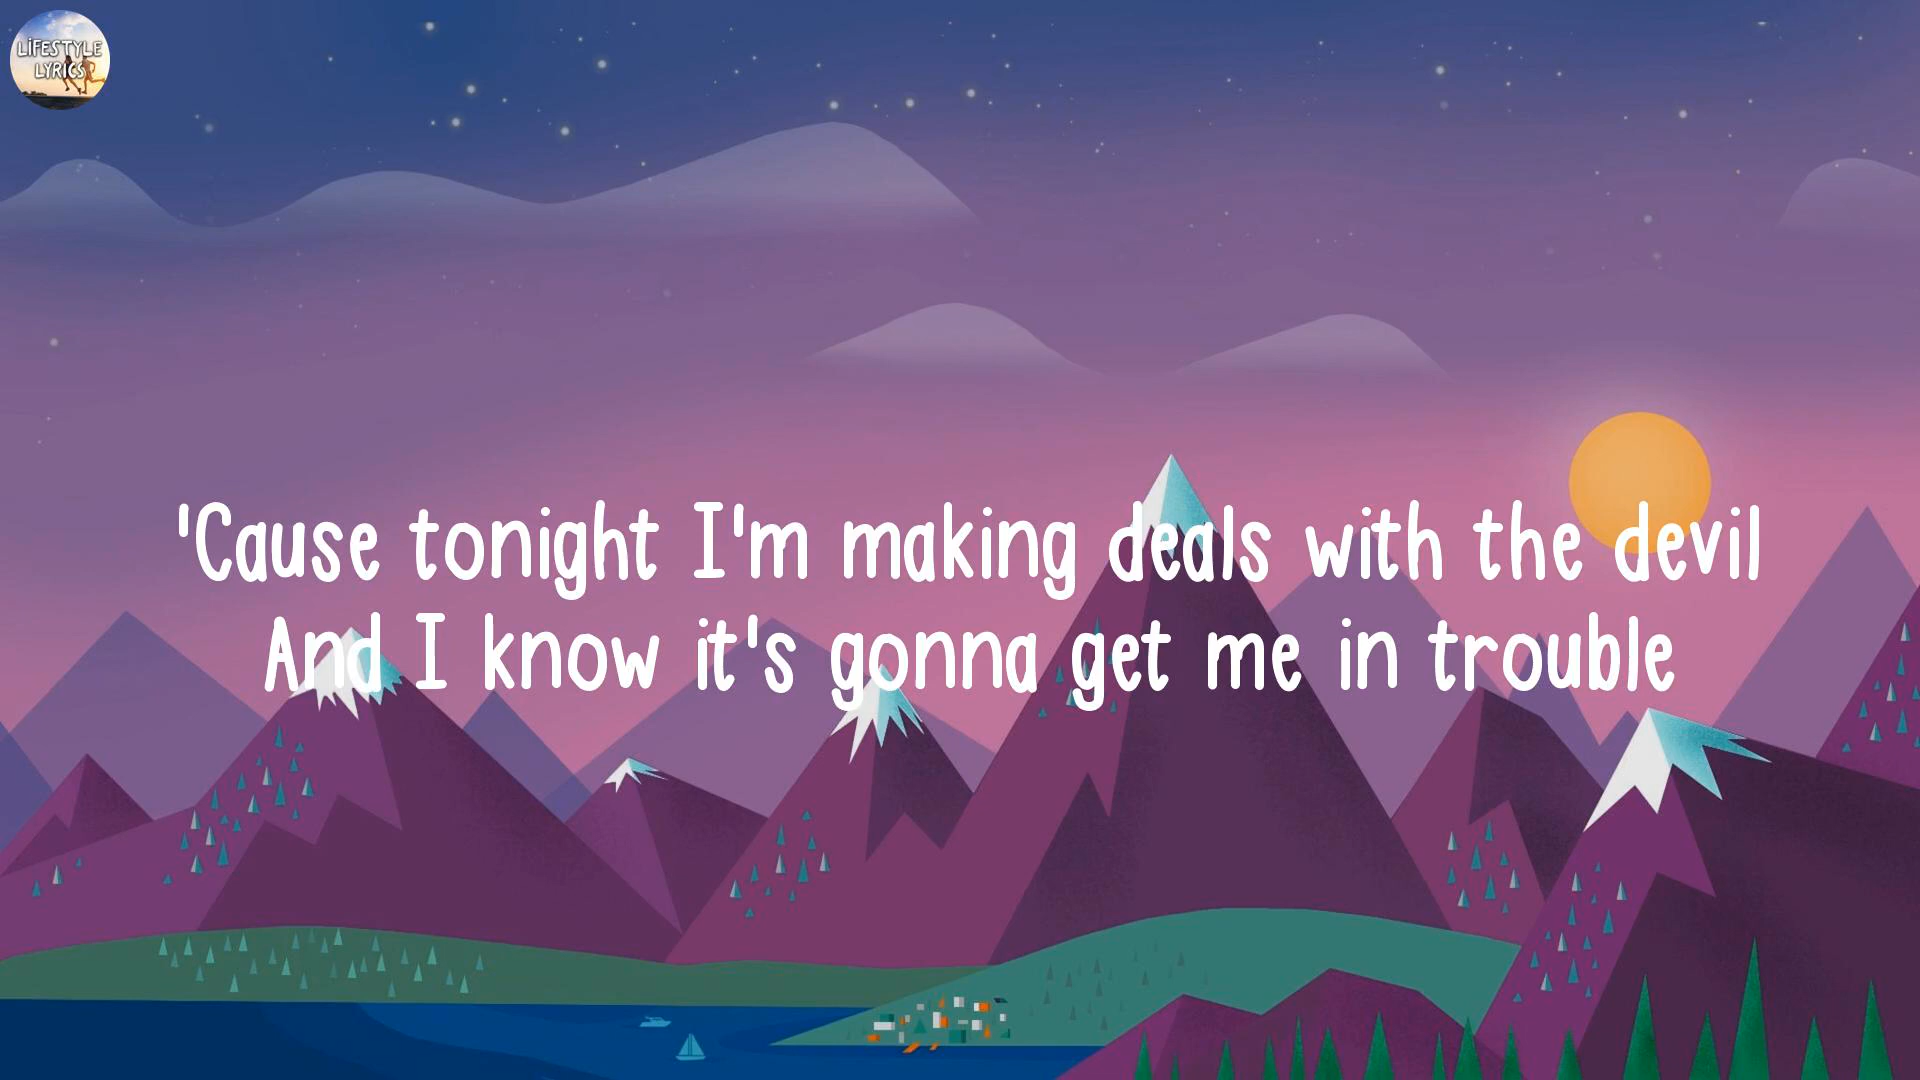 LiFESTYLE
LYRICS
'Cause tonight I'm making deals with the devil
And I know it's gonna get me in trouble